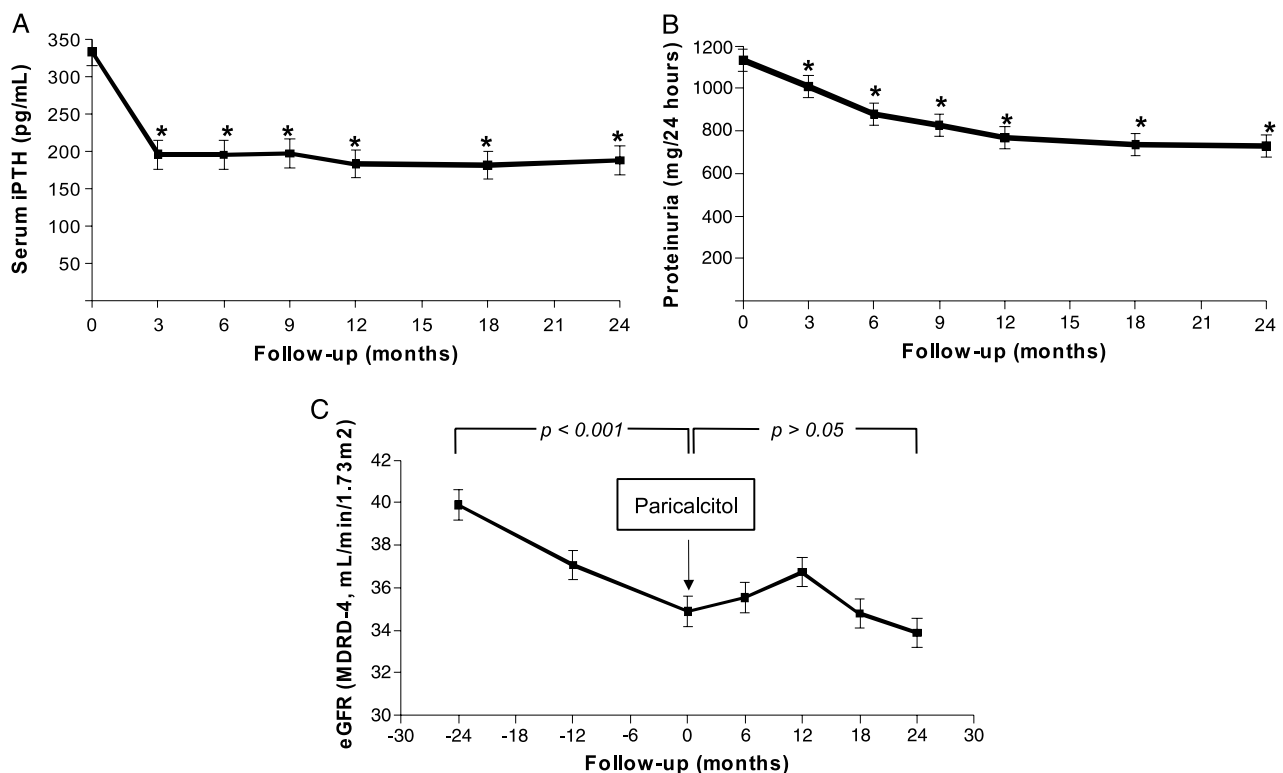 A
Serum iPTH (pg/mL)
350
300
250
200
150
100
50
* * * * * *
0 3 6 9 12 15 18 21 24
Follow-up (months)
B
Proteinuria (mg/24 hours)
1200
1000
800
600
400
200
* * * * * *
0 3 6 9 12 15 18 21 24
Follow-up (months)
C
p < 0.001
p > 0.05
Paricalcitol
eGFR (MDRD-4, mL/min/1.73m2)
42
40
38
36
34
32
30
-30 -24 -18 -12 -6 0 6 12 18 24 30
Follow-up (months)